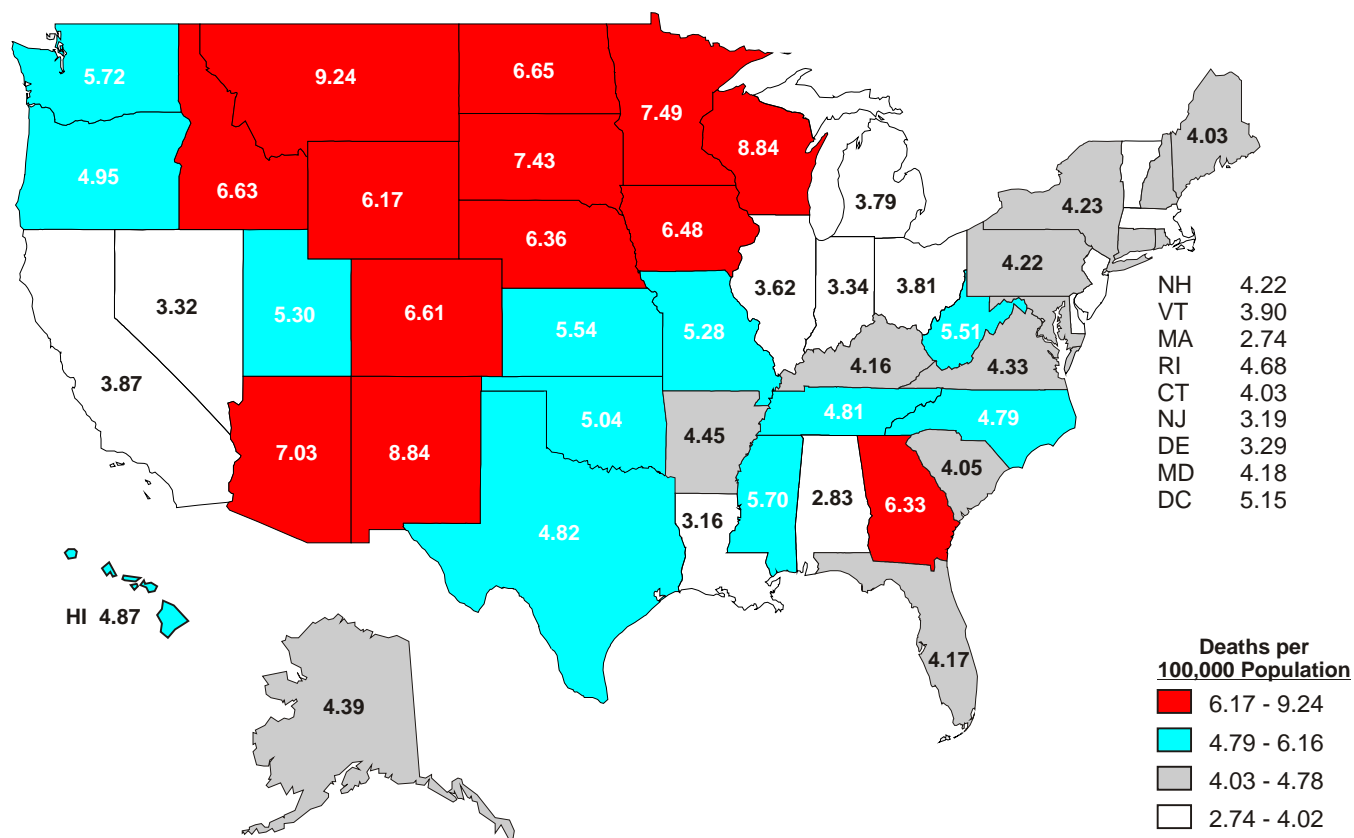 5.72
9.24
6.65
7.49
8.84
4.03
4.95
6.63
6.17
7.43
3.79
4.23
6.36
6.48
4.22
3.32
5.30
6.61
5.54
5.28
3.62
3.34
3.81
5.51
3.87
4.16
4.33
7.03
8.84
5.04
4.45
4.81
4.79
4.05
4.82
3.16
5.70
2.83
6.33
HI 4.87
4.39
4.17
NH 4.22
VT 3.90
MA 2.74
RI 4.68
CT 4.03
NJ 3.19
DE 3.29
MD 4.18
DC 5.15
Deaths per
100,000 Population
6.17 - 9.24
4.79 - 6.16
4.03 - 4.78
2.74 - 4.02